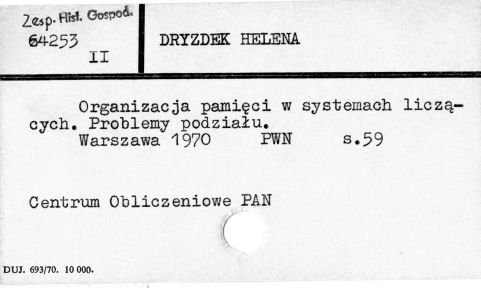 Zesp. Hist. Gospod.
64253
II
DRYZDEK HELENA
Organizacja pamięci w systemach liczą-
cych. Problemy podziału.
Warszawa 1970 PWN s.59
Centrum Obliczeniowe PAN
DUJ. 693/70. 10 000.